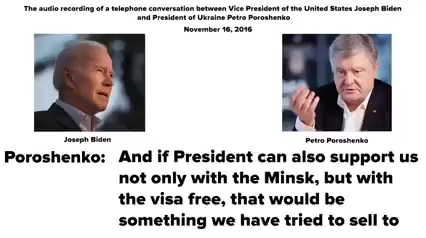 The audio recording of a telephone conversation between Vice President of the United States Joseph Biden
and President of Ukraine Petro Poroshenko
November 16, 2016
Joseph Biden
Petro Poroshenko
Poroshenko: And if President can also support us
not only with the Minsk, but with
the visa free, that would be
something we have tried to sell to